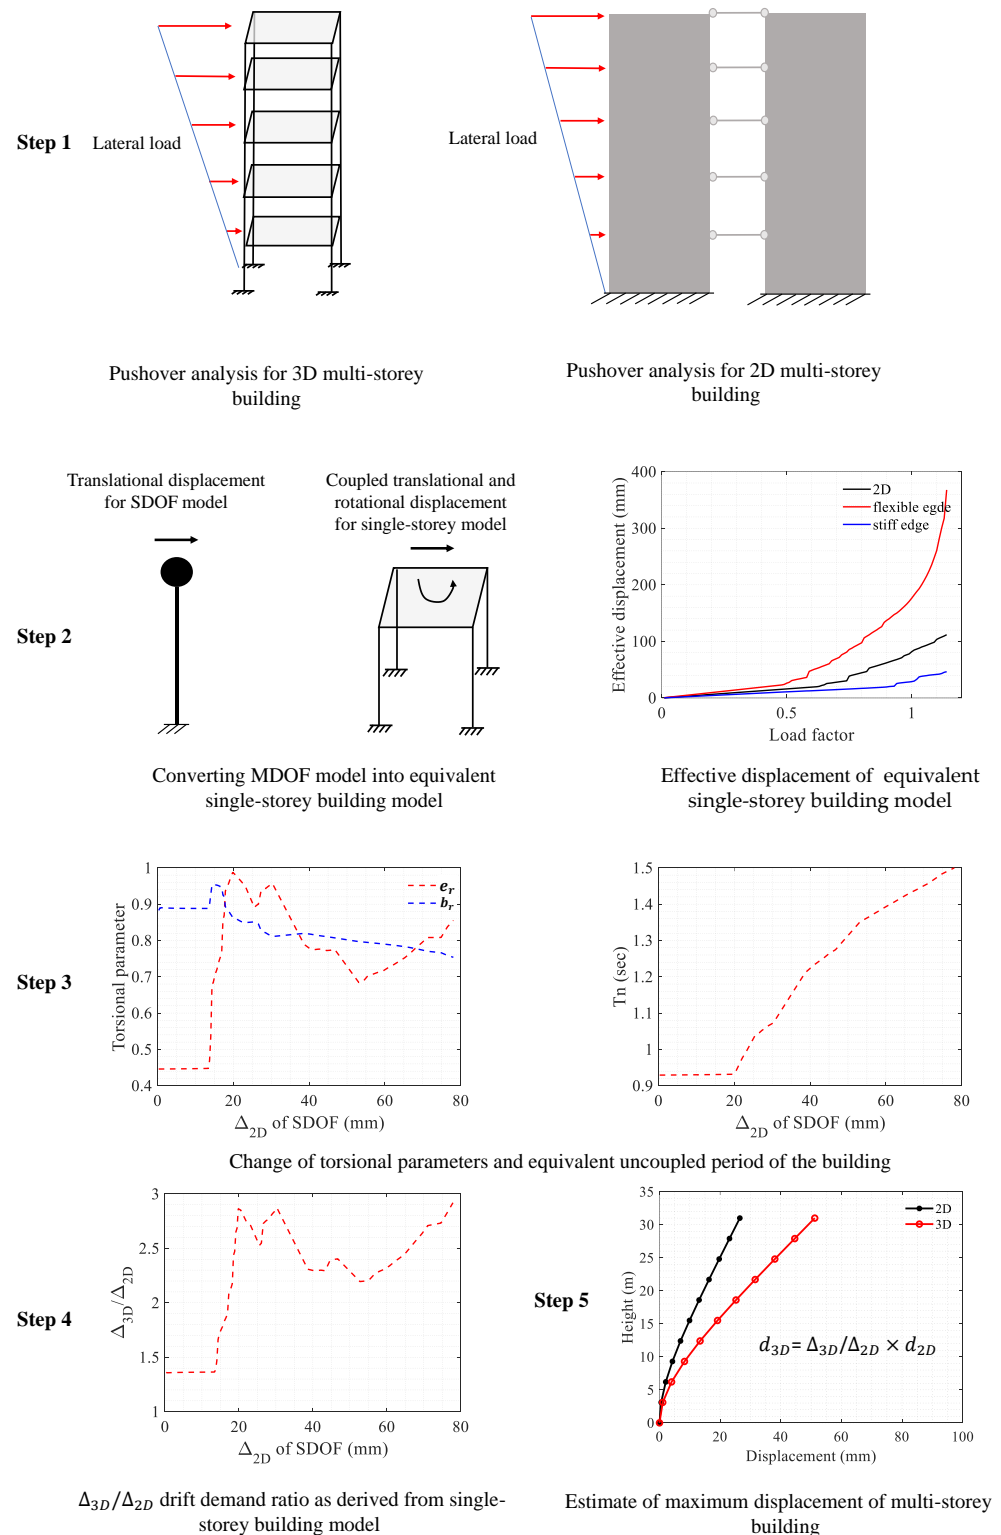 Step 1
Lateral load
Lateral load
Pushover analysis for 3D multi-storey
building
Pushover analysis for 2D multi-storey
building
Step 2
Translational displacement
for SDOF model
Coupled translational and
rotational displacement
for single-storey model
Effective displacement (mm)
400
300
200
100
0
2D
flexible egde
stiff edge
0
0.5
1
Load factor
Converting MDOF model into equivalent
single-storey building model
Effective displacement of equivalent
single-storey building model
Step 3
Torsional parameter
1
0.9
0.8
0.7
0.6
0.5
0.4
e_r
b_r
0
20
40
60
80
Δ_2D of SDOF (mm)
Tn (sec)
1.5
1.4
1.3
1.2
1.1
1
0.9
0
20
40
60
80
Δ_2D of SDOF (mm)
Change of torsional parameters and equivalent uncoupled period of the building
Step 4
Δ_3D/Δ_2D
3
2.5
2
1.5
1
0
20
40
60
80
Δ_2D of SDOF (mm)
Δ_3D/Δ_2D drift demand ratio as derived from single-
storey building model
Step 5
Height (m)
35
30
25
20
15
10
5
0
2D
3D
d_3D = Δ_3D/Δ_2D × d_2D
0
20
40
60
80
100
Displacement (mm)
Estimate of maximum displacement of multi-storey
building